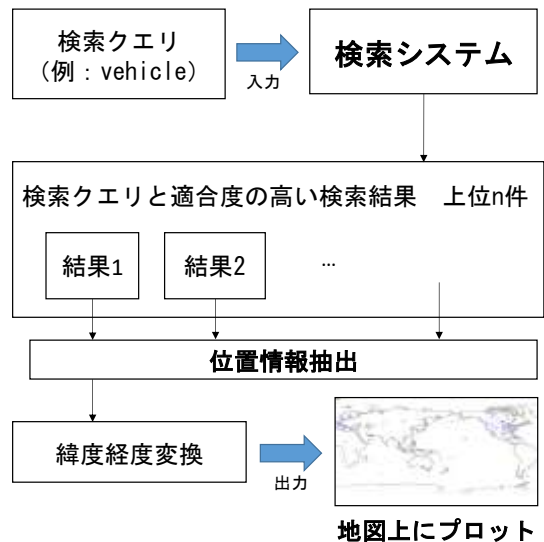 検索クエリ
(例：vehicle)
入力
検索システム
検索クエリと適合度の高い検索結果　上位n件
結果1
結果2
…
位置情報抽出
緯度経度変換
出力
地図上にプロット